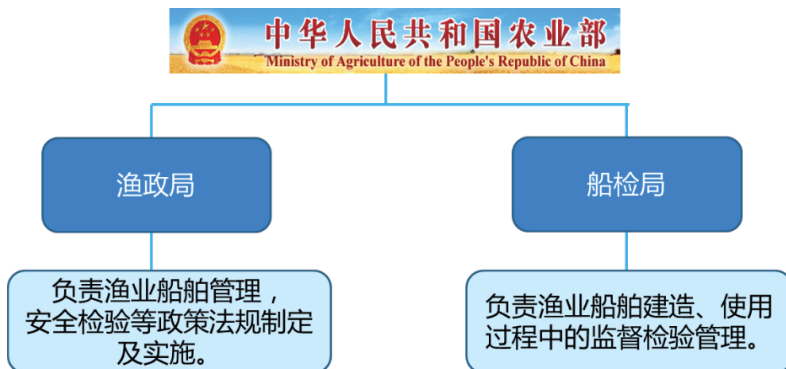 中华人民共和国农业部
Ministry of Agriculture of the People's Republic of China
渔政局
船检局
负责渔业船舶管理，
安全检验等政策法规制定
及实施。
负责渔业船舶建造、使用
过程中的监督检验管理。